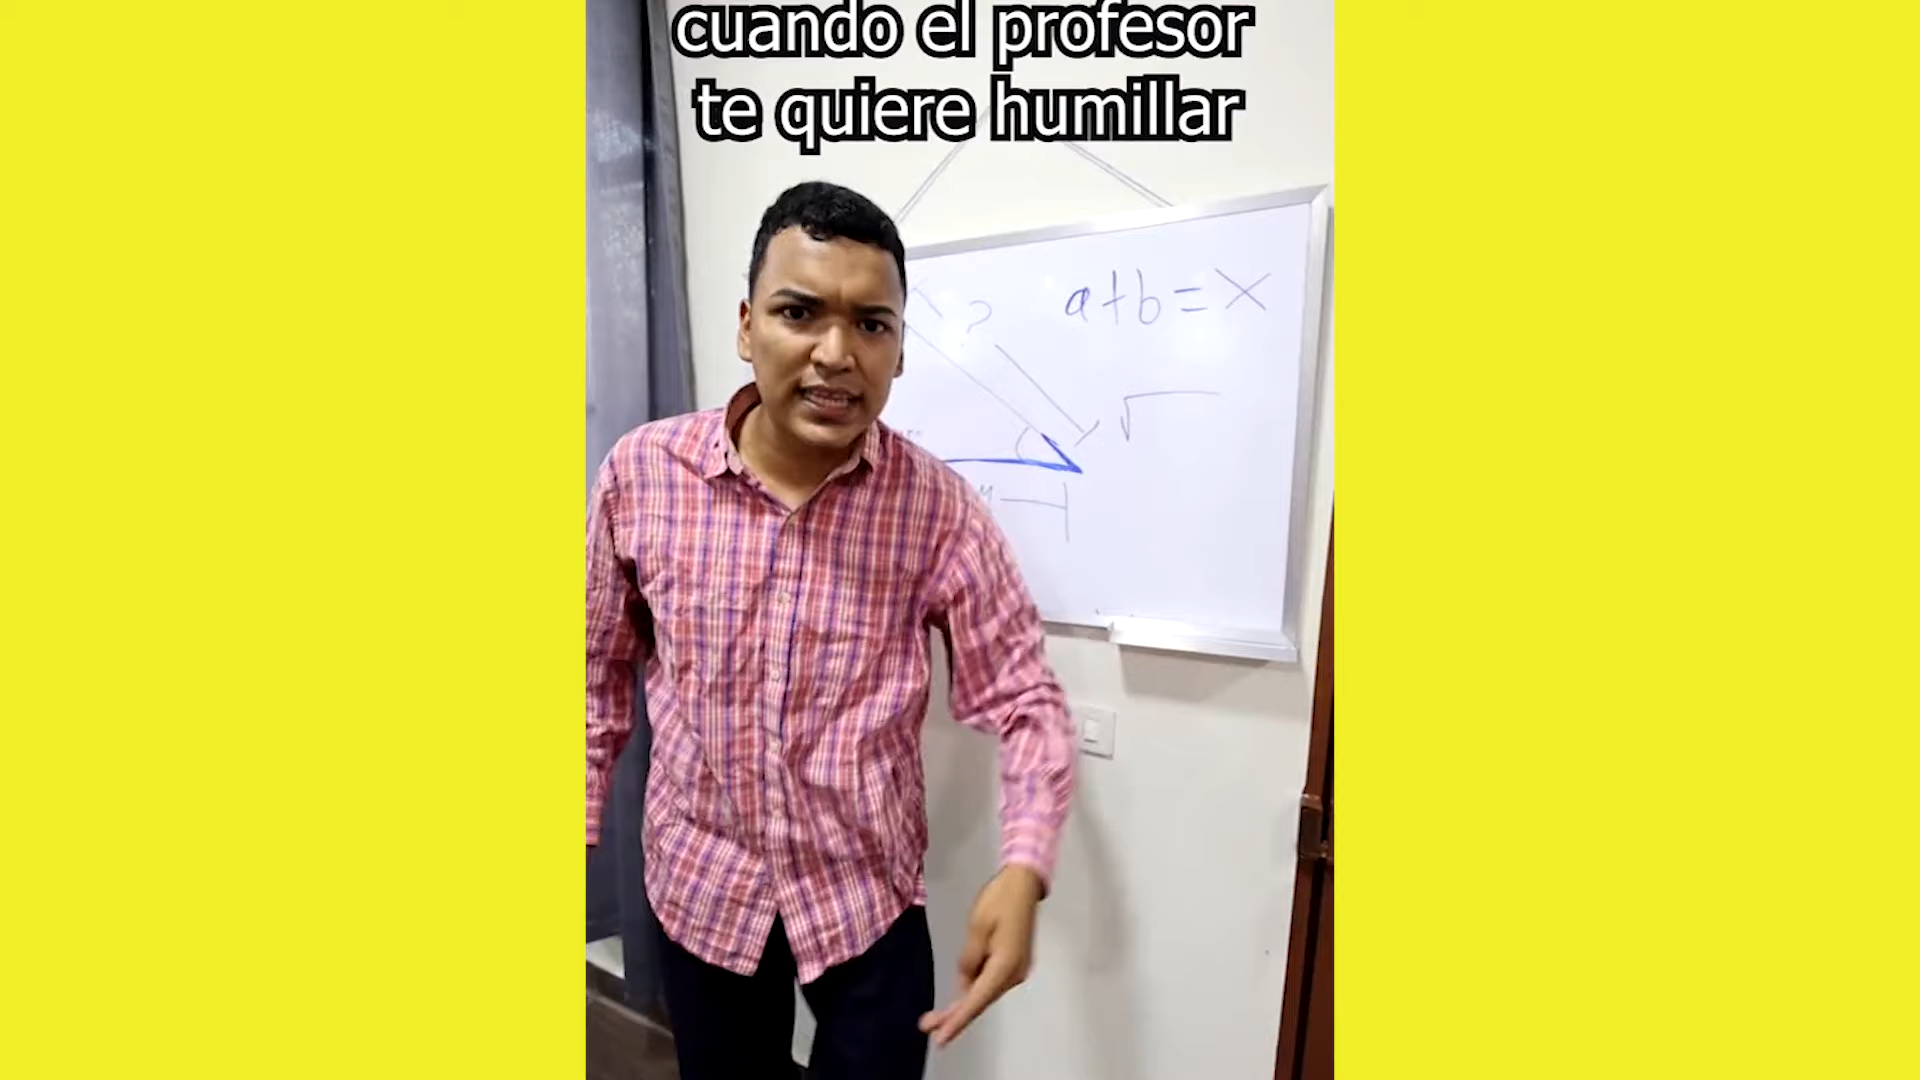 cuando el profesor
te quiere humillar
a+b=x
?
√